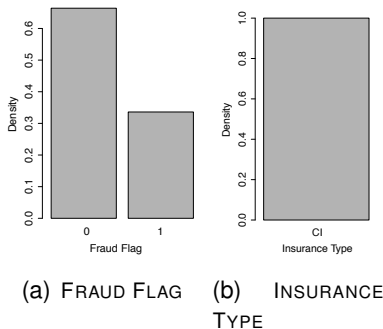 0.6
0.5
0.4
0.3
0.2
0.1
0.0
Density
0 1
Fraud Flag
1.0
0.8
0.6
0.4
0.2
0.0
Density
CI
Insurance Type
(a) FRAUD FLAG
(b) INSURANCE
TYPE